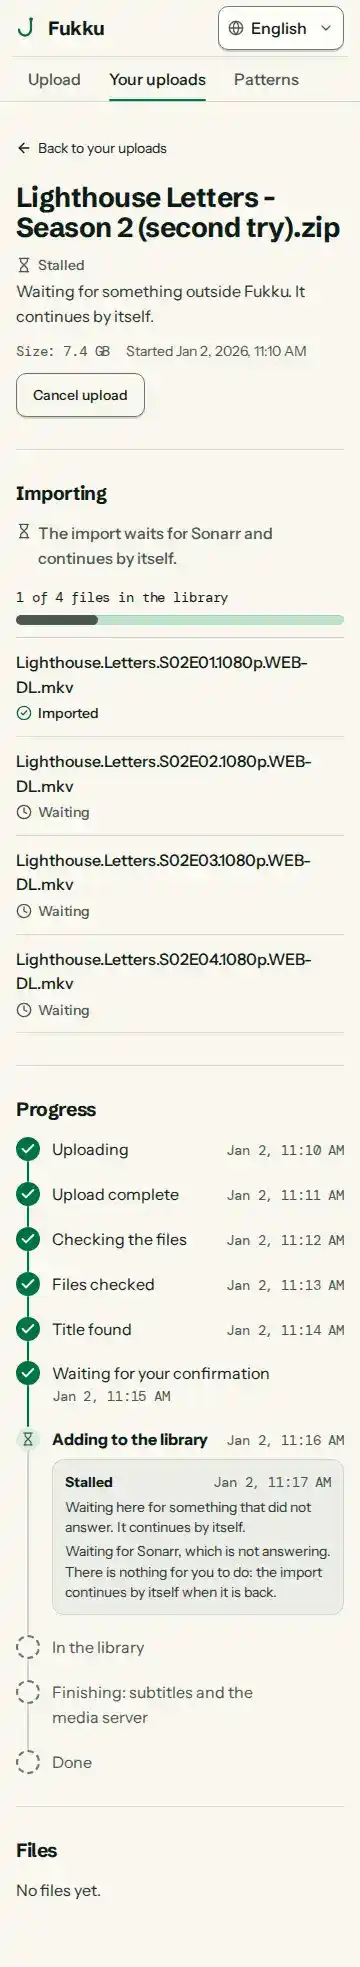 Fukku
English
Upload
Your uploads
Patterns
Back to your uploads
Lighthouse Letters -
Season 2 (second try).zip
Stalled
Waiting for something outside Fukku. It
continues by itself.
Size: 7.4 GB
Started Jan 2, 2026, 11:10 AM
Cancel upload
Importing
The import waits for Sonarr and
continues by itself.
1 of 4 files in the library
Lighthouse.Letters.S02E01.1080p.WEB-
DL.mkv
Imported
Lighthouse.Letters.S02E02.1080p.WEB-
DL.mkv
Waiting
Lighthouse.Letters.S02E03.1080p.WEB-
DL.mkv
Waiting
Lighthouse.Letters.S02E04.1080p.WEB-
DL.mkv
Waiting
Progress
Uploading Jan 2, 11:10 AM
Upload complete Jan 2, 11:11 AM
Checking the files Jan 2, 11:12 AM
Files checked Jan 2, 11:13 AM
Title found Jan 2, 11:14 AM
Waiting for your confirmation
Jan 2, 11:15 AM
Adding to the library Jan 2, 11:16 AM
Stalled Jan 2, 11:17 AM
Waiting here for something that did not
answer. It continues by itself.
Waiting for Sonarr, which is not answering.
There is nothing for you to do: the import
continues by itself when it is back.
In the library
Finishing: subtitles and the
media server
Done
Files
No files yet.